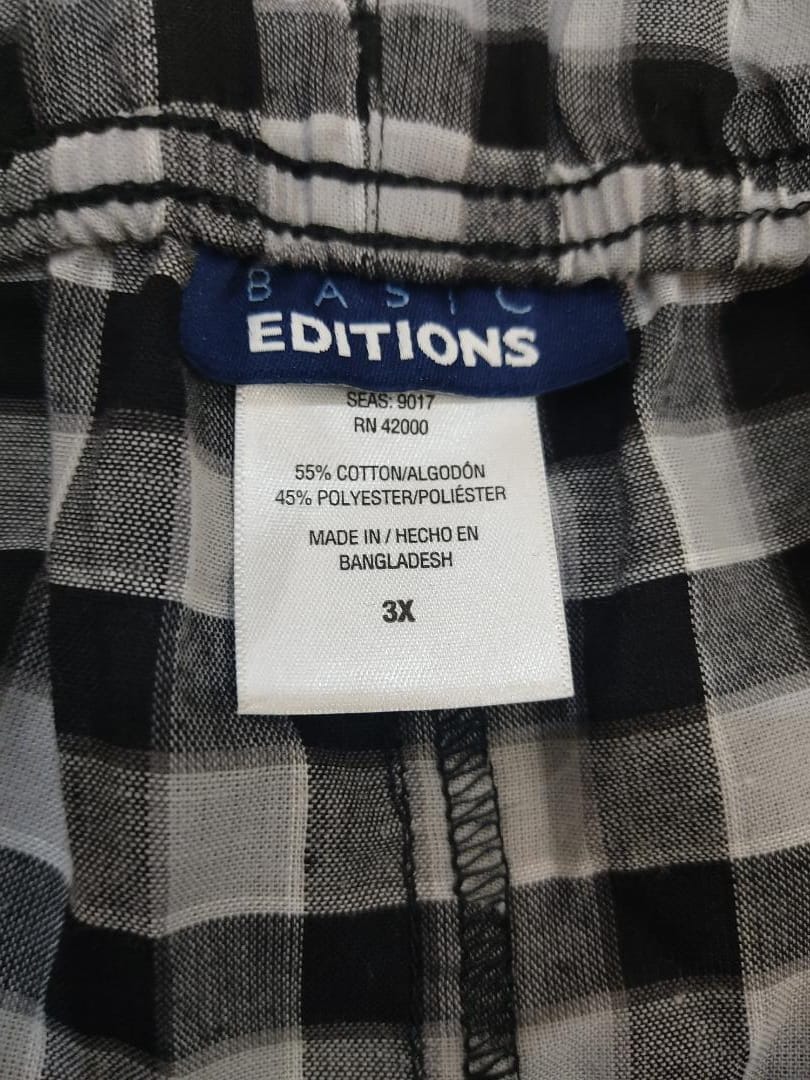 BASIC
EDITIONS
SEAS: 9017
RN 42000
55% COTTON/ALGODÓN
45% POLYESTER/POLIÉSTER
MADE IN / HECHO EN
BANGLADESH
3X